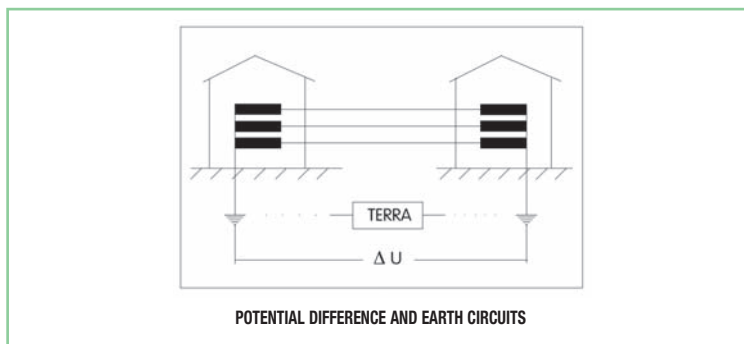 TERRA
Δ U
POTENTIAL DIFFERENCE AND EARTH CIRCUITS